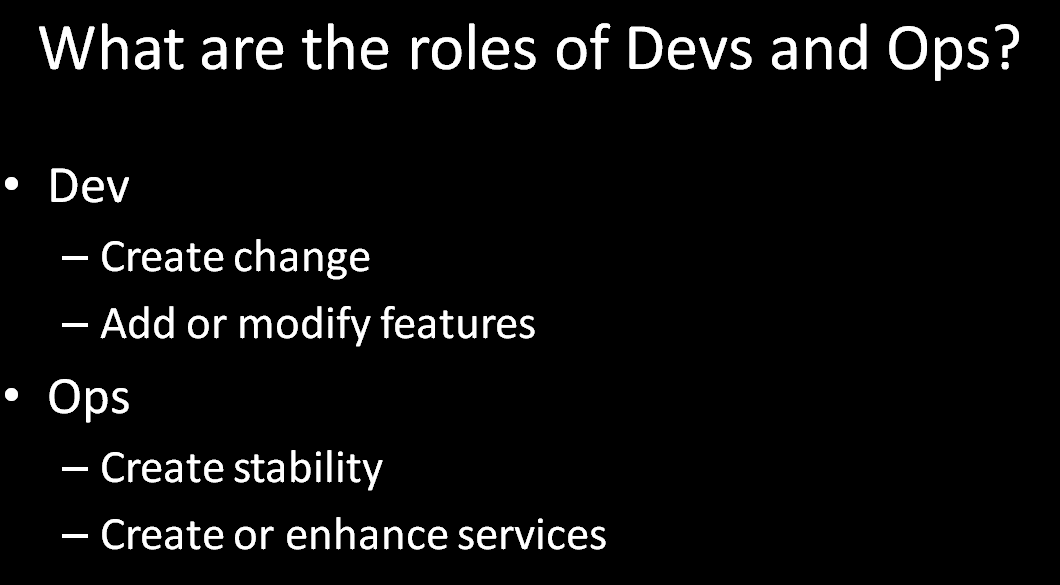 What are the roles of Devs and Ops?
• Dev
– Create change
– Add or modify features
• Ops
– Create stability
– Create or enhance services